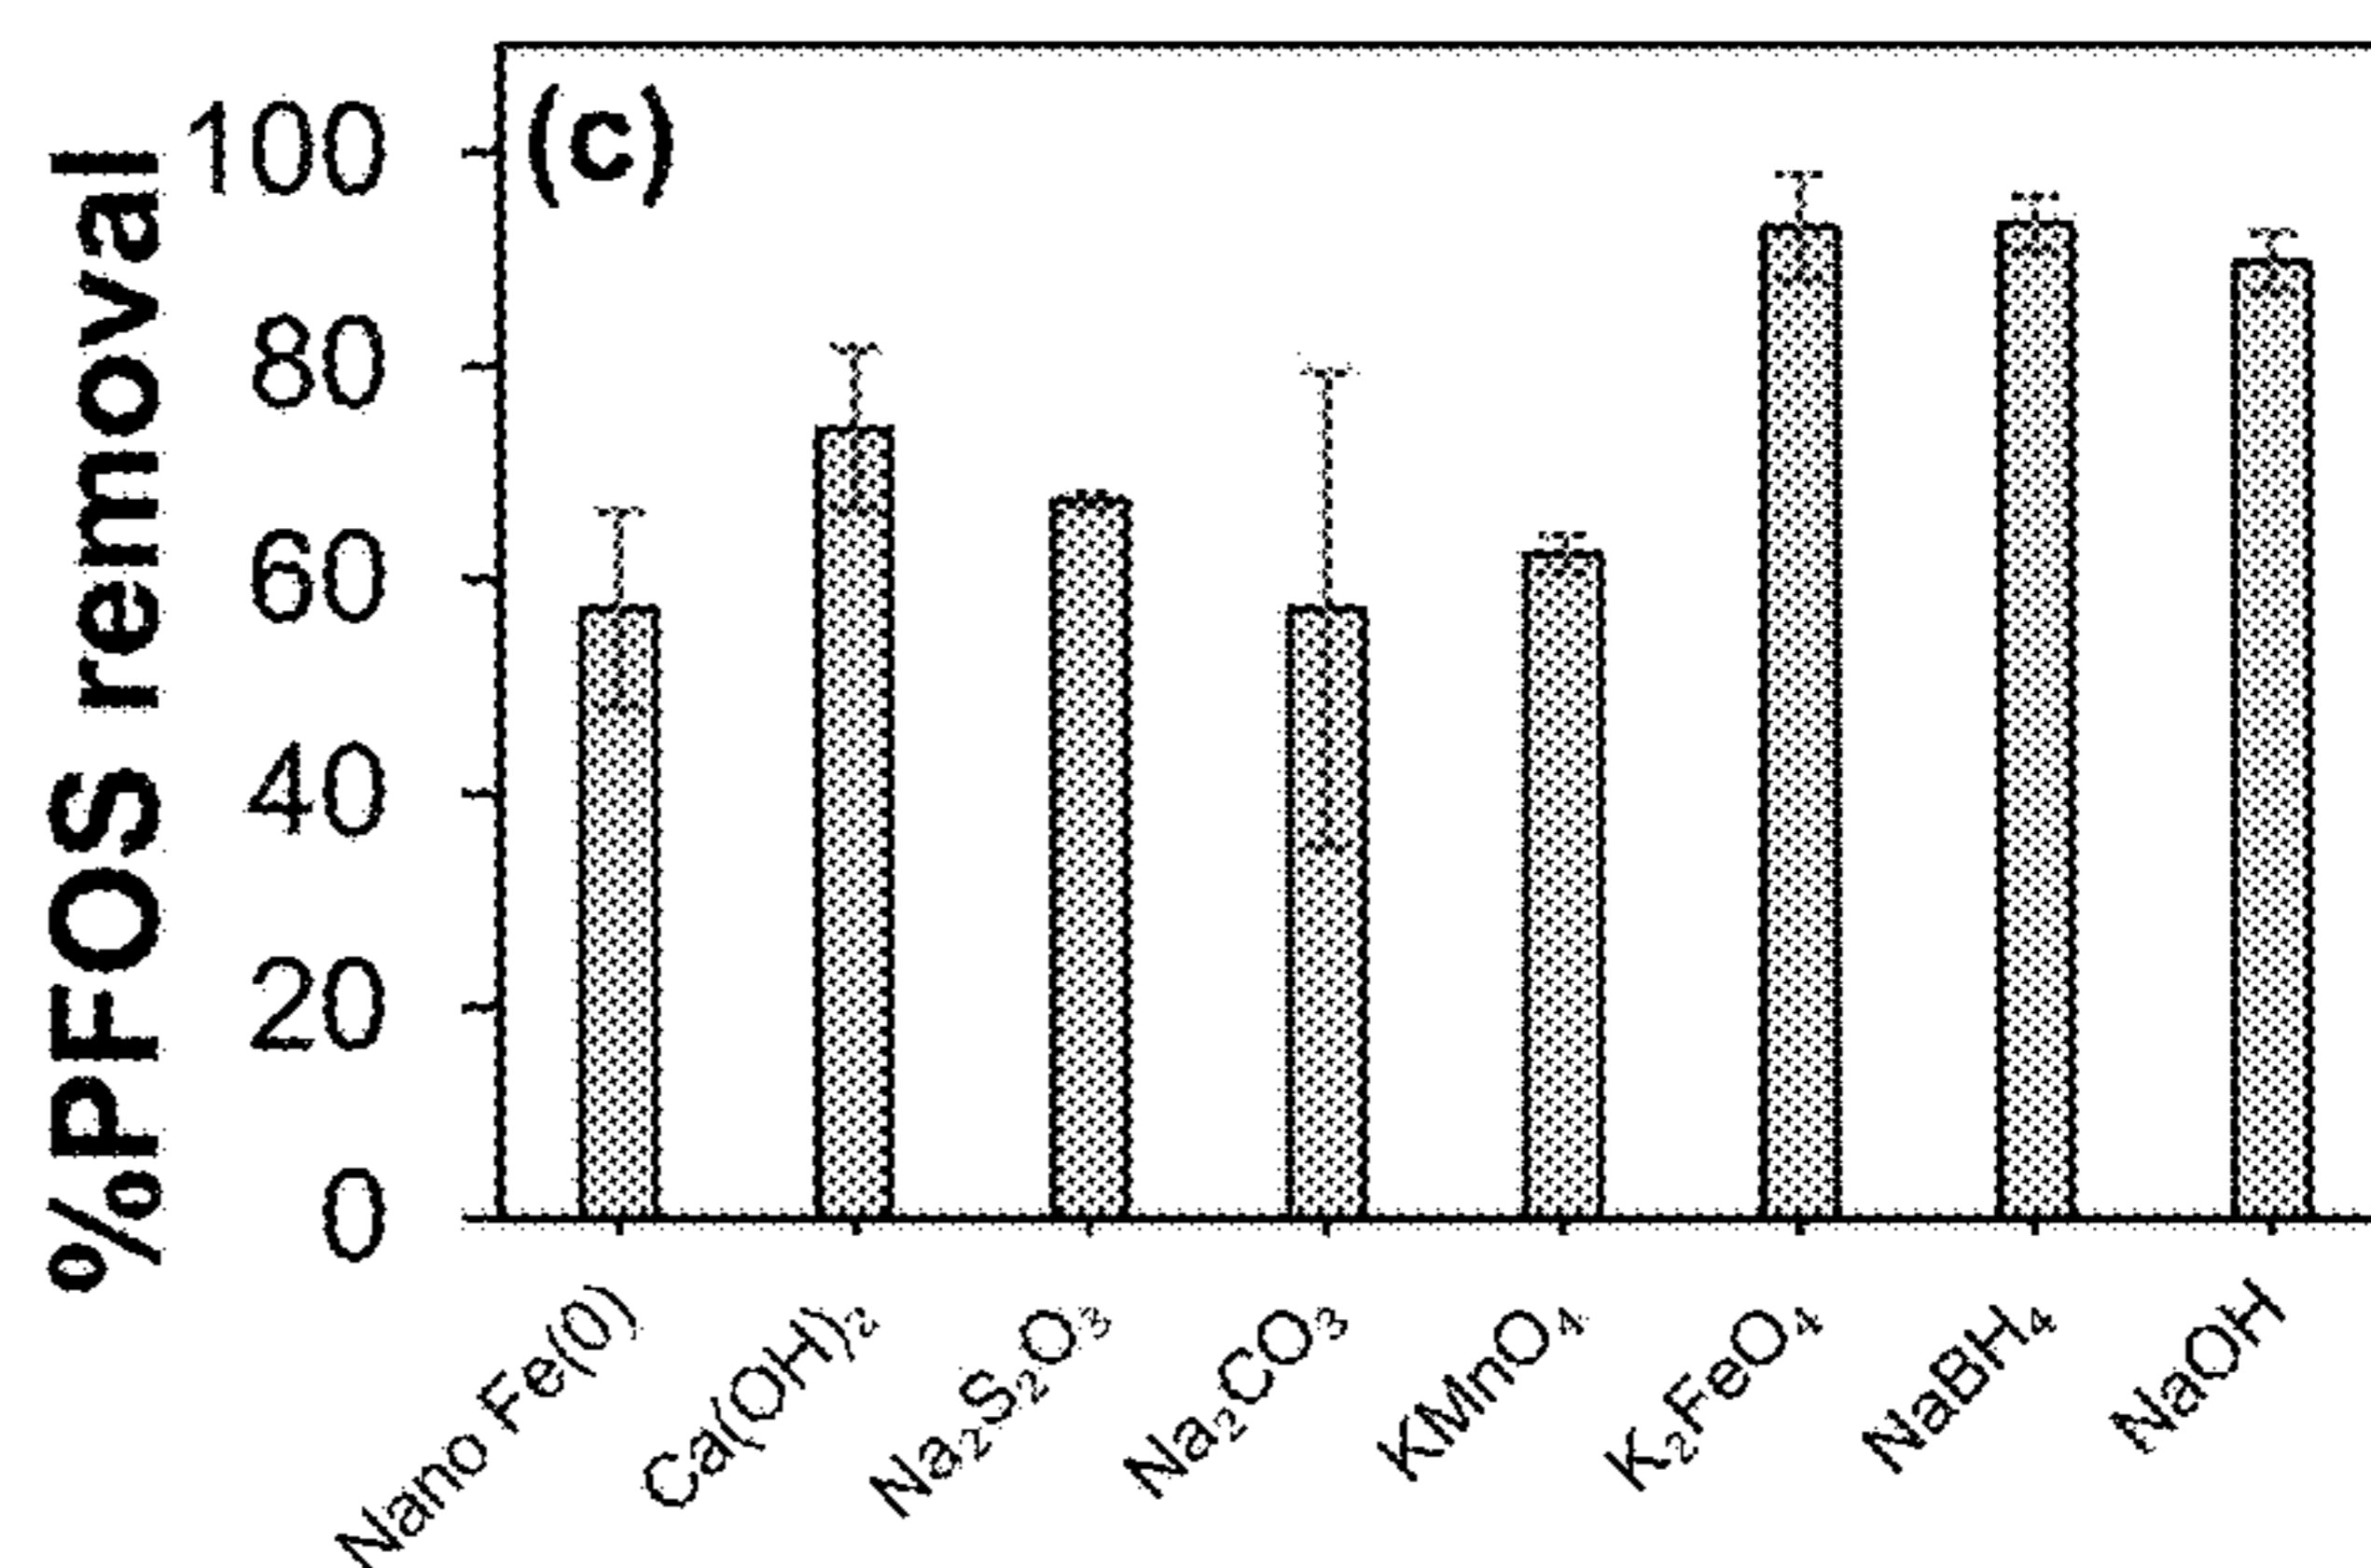 (c)
%PFOS removal
100
80
60
40
20
0
Nano Fe(0)
Ca(OH)₂
Na₂S₂O₃
Na₂CO₃
KMnO₄
K₂FeO₄
NaBH₄
NaOH